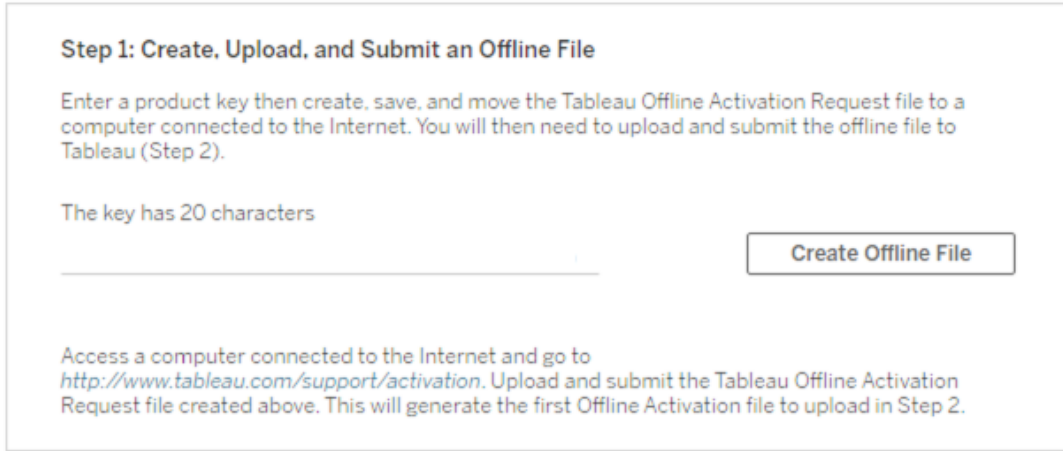 Step 1: Create, Upload, and Submit an Offline File
Enter a product key then create, save, and move the Tableau Offline Activation Request file to a
computer connected to the Internet. You will then need to upload and submit the offline file to
Tableau (Step 2).
The key has 20 characters
Create Offline File
Access a computer connected to the Internet and go to
http://www.tableau.com/support/activation. Upload and submit the Tableau Offline Activation
Request file created above. This will generate the first Offline Activation file to upload in Step 2.